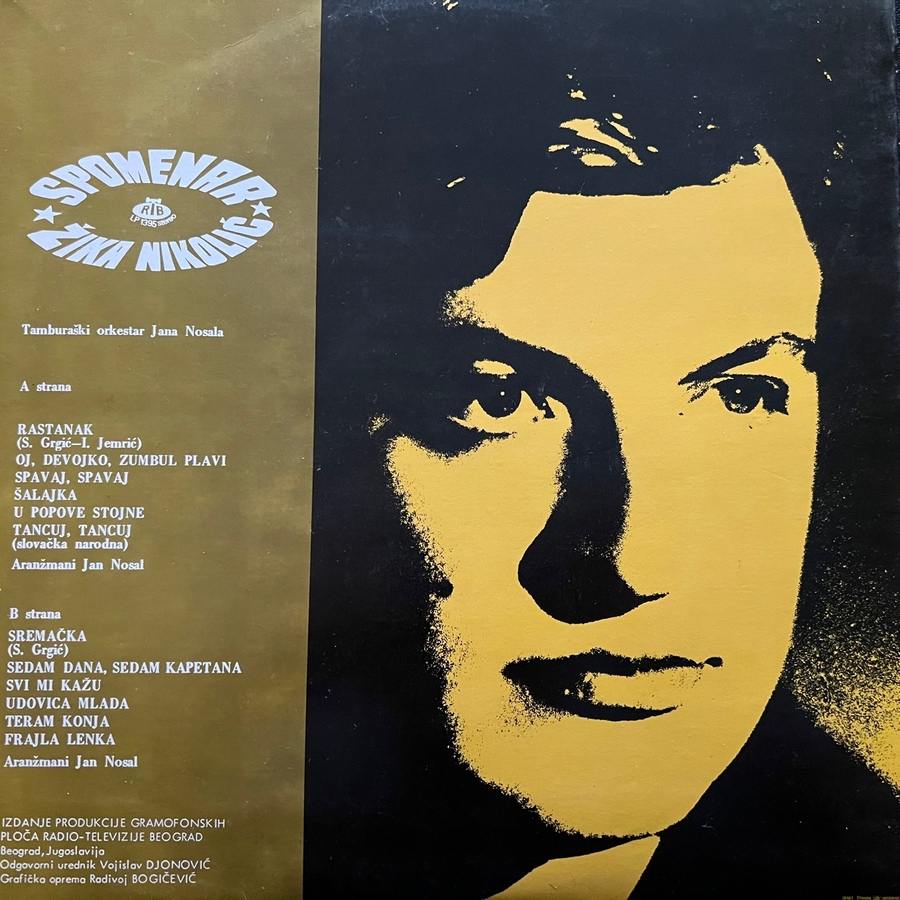 SPOMENAR
RTB
LP 1395 stereo
ŽIKA NIKOLIĆ
Tamburaški orkestar Jana Nosala
A strana
RASTANAK
(S. Grgić—I. Jemrić)
OJ, DEVOJKO, ZUMBUL PLAVI
SPAVAJ, SPAVAJ
ŠALAJKA
U POPOVE STOJNE
TANCUJ, TANCUJ
(slovačka narodna)
Aranžmani Jan Nosal
B strana
SREMAČKA
(S. Grgić)
SEDAM DANA, SEDAM KAPETANA
SVI MI KAŽU
UDOVICA MLADA
TERAM KONJA
FRAJLA LENKA
Aranžmani Jan Nosal
IZDANJE PRODUKCIJE GRAMOFONSKIH
PLOČA RADIO-TELEVIZIJE BEOGRAD
Beograd, Jugoslavija
Odgovorni urednik Vojislav DJONOVIĆ
Grafička oprema Radivoj BOGIČEVIĆ